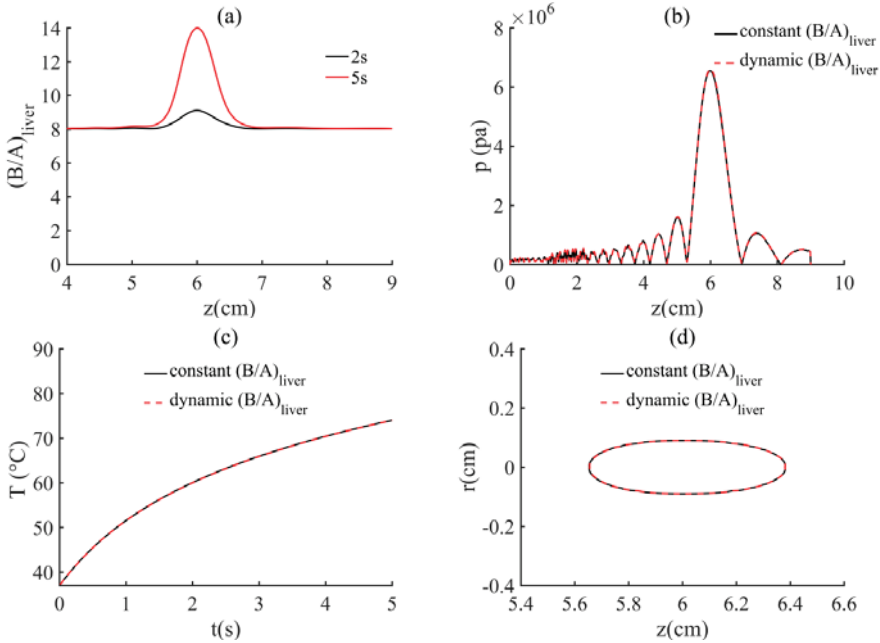 (a)
14
12
10
8
6
4
2
0
(B/A)liver
2s
5s
4 5 6 7 8 9
z(cm)
(b)
×10⁶
8
6
4
2
0
p (pa)
constant (B/A)liver
dynamic (B/A)liver
0 2 4 6 8 10
z(cm)
(c)
90
80
70
60
50
40
T (°C)
constant (B/A)liver
dynamic (B/A)liver
0 1 2 3 4 5
t(s)
(d)
0.4
0.2
0
-0.2
-0.4
r(cm)
constant (B/A)liver
dynamic (B/A)liver
5.4 5.6 5.8 6 6.2 6.4 6.6
z(cm)